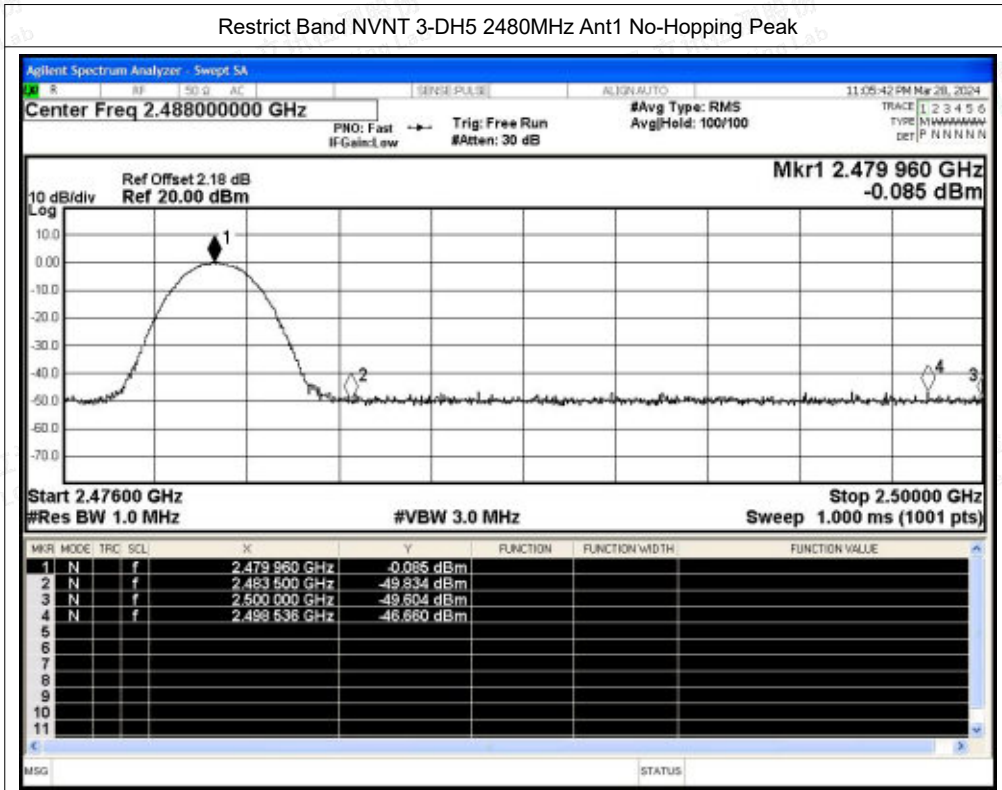 Restrict Band NVNT 3-DH5 2480MHz Ant1 No-Hopping Peak
Agilent Spectrum Analyzer - Swept SA
R RF 50 Ω AC SENSE:PULSE ALIGN AUTO 11:05:42 PM Mar 28, 2024
Center Freq 2.488000000 GHz
#Avg Type: RMS
TRACE 1 2 3 4 5 6
PNO: Fast
Trig: Free Run
Avg|Hold: 100/100
TYPE M
IFGain:Low
#Atten: 30 dB
DET P N N N N N
Mkr1 2.479 960 GHz
-0.085 dBm
Ref Offset 2.18 dB
10 dB/div Ref 20.00 dBm
Log
10.0
0.00
-10.0
-20.0
-30.0
-40.0
-50.0
-60.0
-70.0
1
2
4
3
Start 2.47600 GHz
Stop 2.50000 GHz
#Res BW 1.0 MHz
#VBW 3.0 MHz
Sweep 1.000 ms (1001 pts)
MKR MODE TRC SCL X Y FUNCTION FUNCTION WIDTH FUNCTION VALUE
1 N f 2.479 960 GHz -0.085 dBm
2 N f 2.483 500 GHz -49.834 dBm
3 N f 2.500 000 GHz -49.604 dBm
4 N f 2.498 536 GHz -46.660 dBm
5
6
7
8
9
10
11
MSG
STATUS